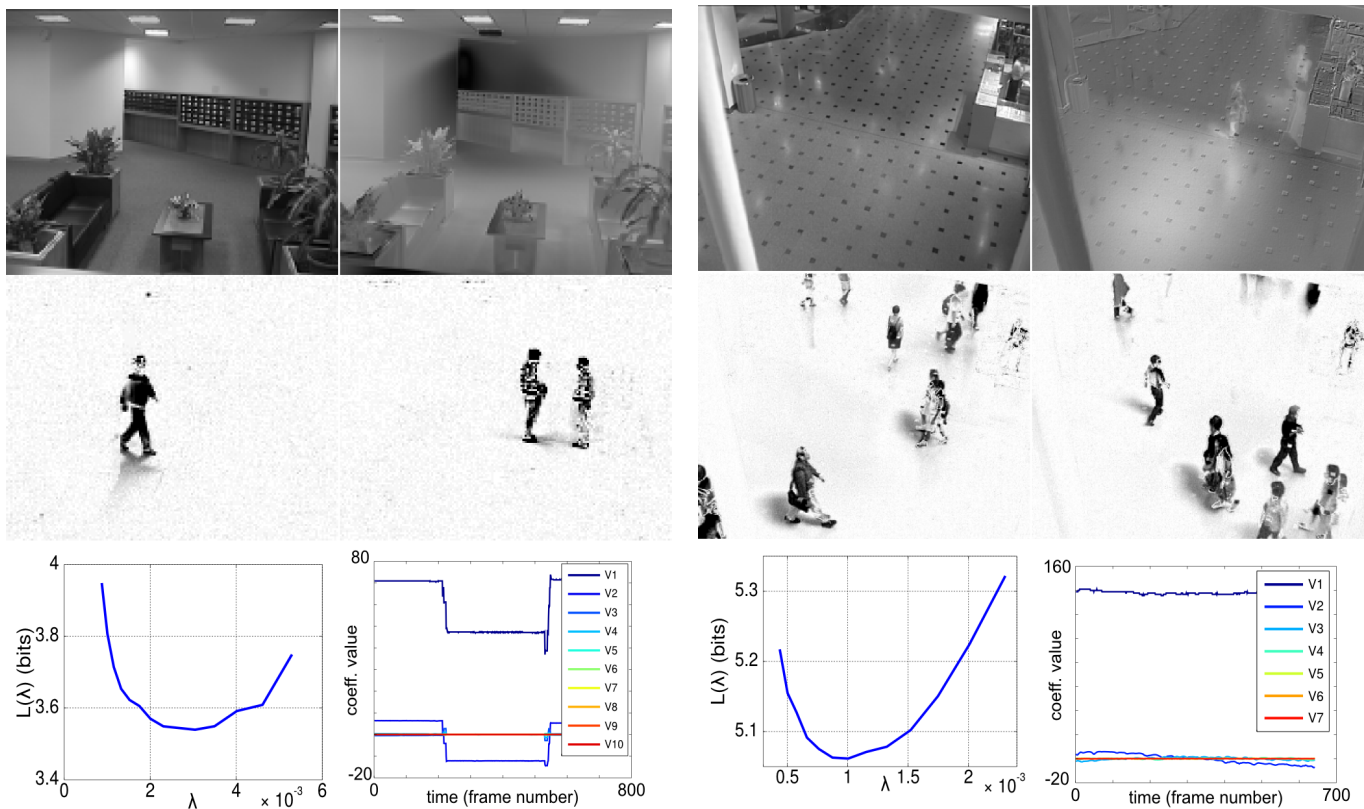 4
3.8
3.6
3.4
L(λ) (bits)
0
2
4
6
λ
× 10⁻³
80
-20
coeff. value
V1
V2
V3
V4
V5
V6
V7
V8
V9
V10
0
800
time (frame number)
5.3
5.2
5.1
L(λ) (bits)
0.5
1
1.5
2
λ
× 10⁻³
160
-20
coeff. value
V1
V2
V3
V4
V5
V6
V7
0
700
time (frame number)